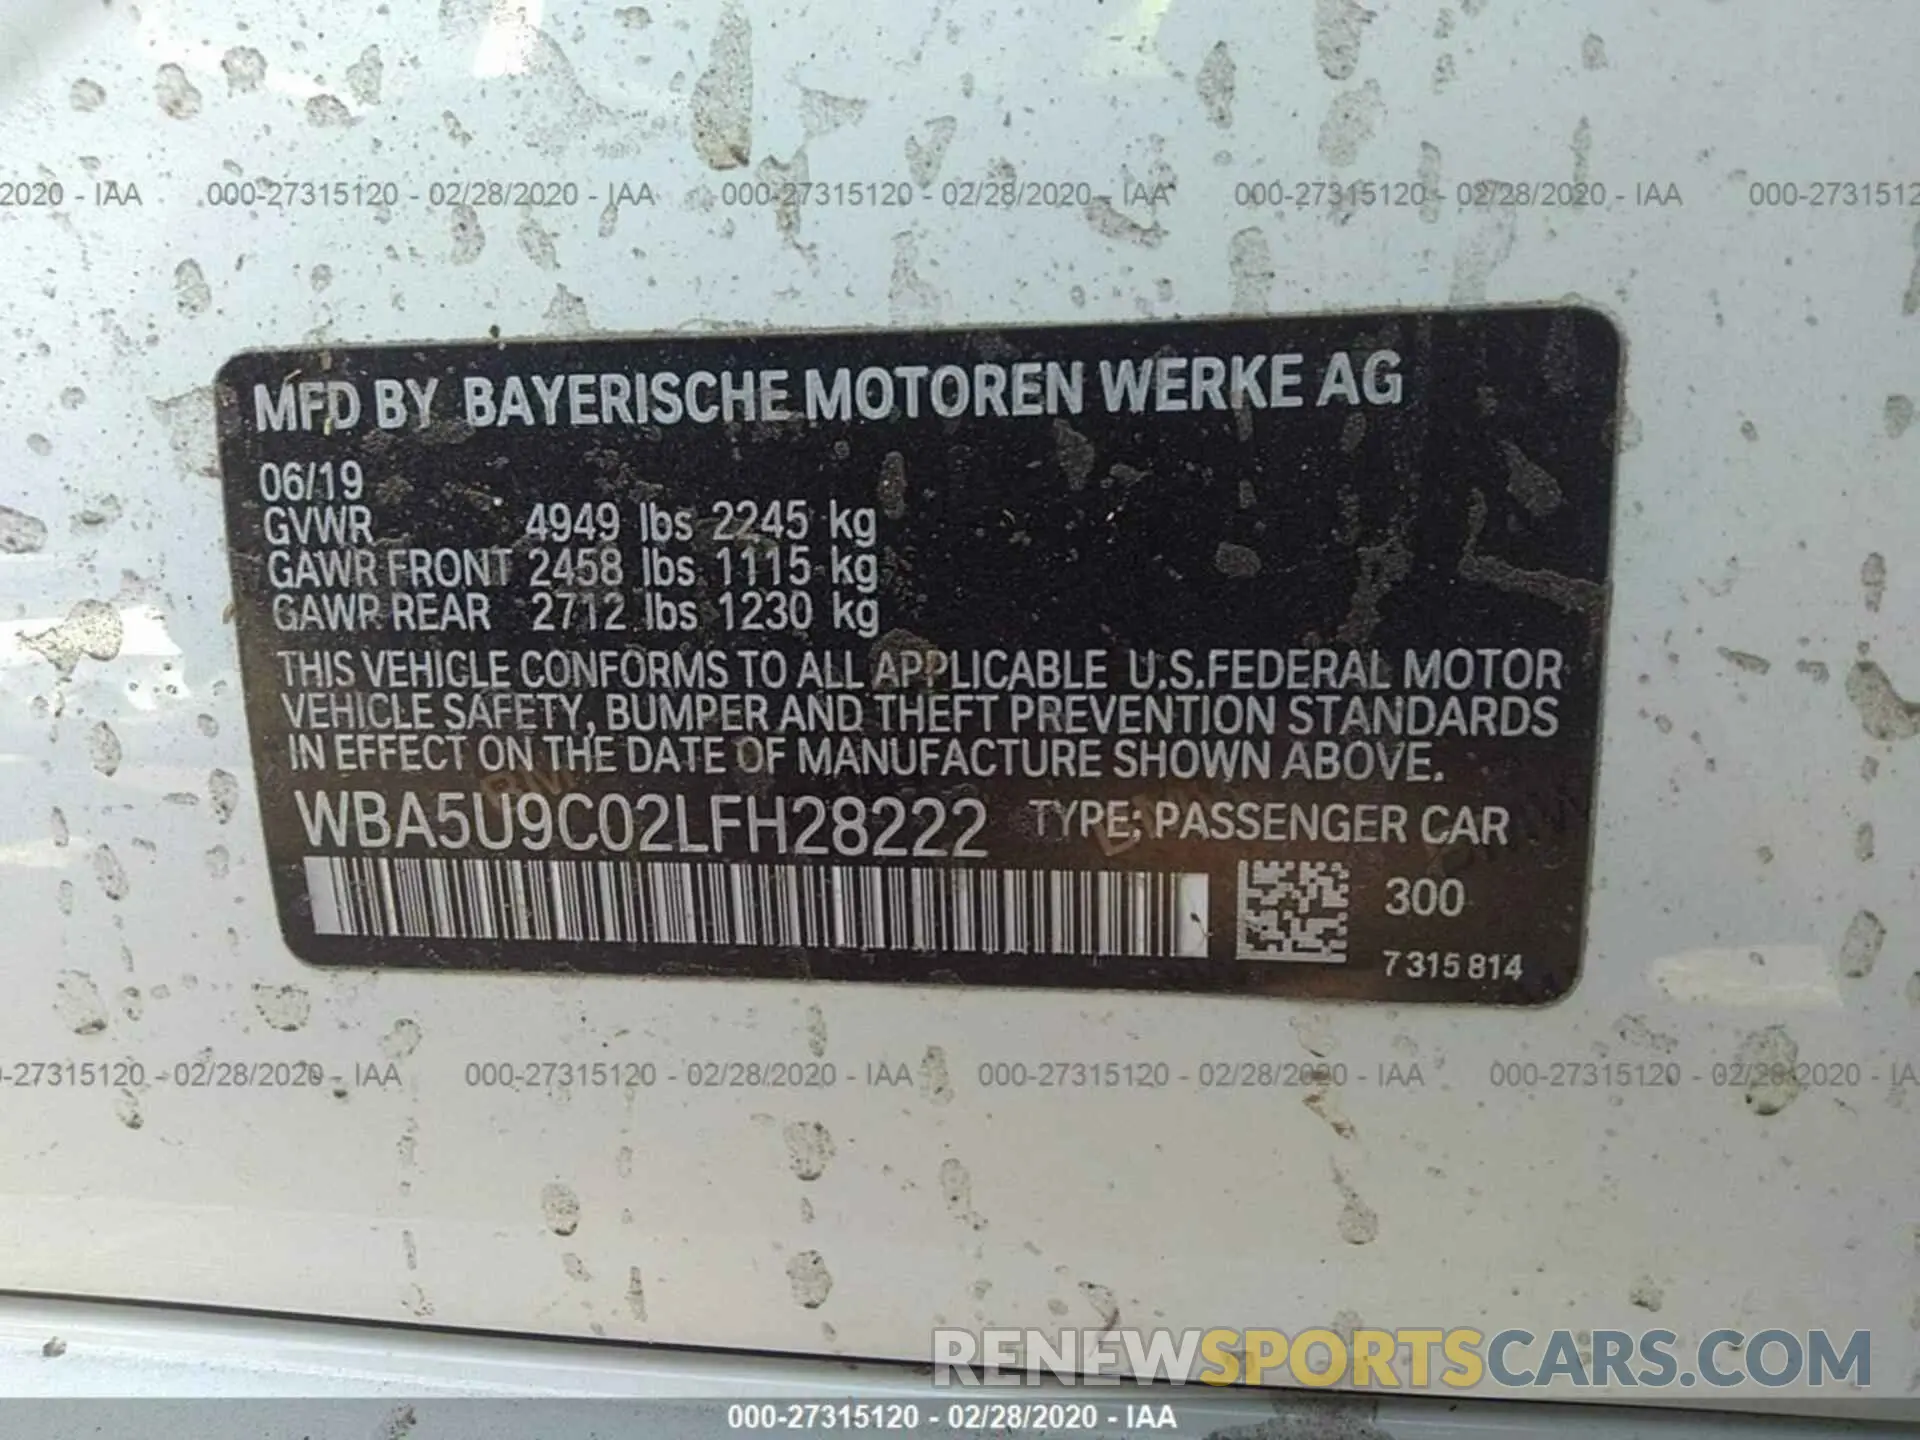 2020 - IAA 000-27315120 - 02/28/2020 - IAA 000-27315120 - 02/28/2020 - IAA 000-27315120 - 02/28/2020 - IAA 000-2731512
MFD BY BAYERISCHE MOTOREN WERKE AG
06/19
GVWR 4949 lbs 2245 kg
GAWR FRONT 2458 lbs 1115 kg
GAWR REAR 2712 lbs 1230 kg
THIS VEHICLE CONFORMS TO ALL APPLICABLE U.S.FEDERAL MOTOR
VEHICLE SAFETY, BUMPER AND THEFT PREVENTION STANDARDS
IN EFFECT ON THE DATE OF MANUFACTURE SHOWN ABOVE.
WBA5U9C02LFH28222 TYPE: PASSENGER CAR
300
7 315 814
-27315120 - 02/28/2020 - IAA 000-27315120 - 02/28/2020 - IAA 000-27315120 - 02/28/2020 - IAA 000-27315120 - 02/28/2020 - IA
RENEWSPORTSCARS.COM
000-27315120 - 02/28/2020 - IAA